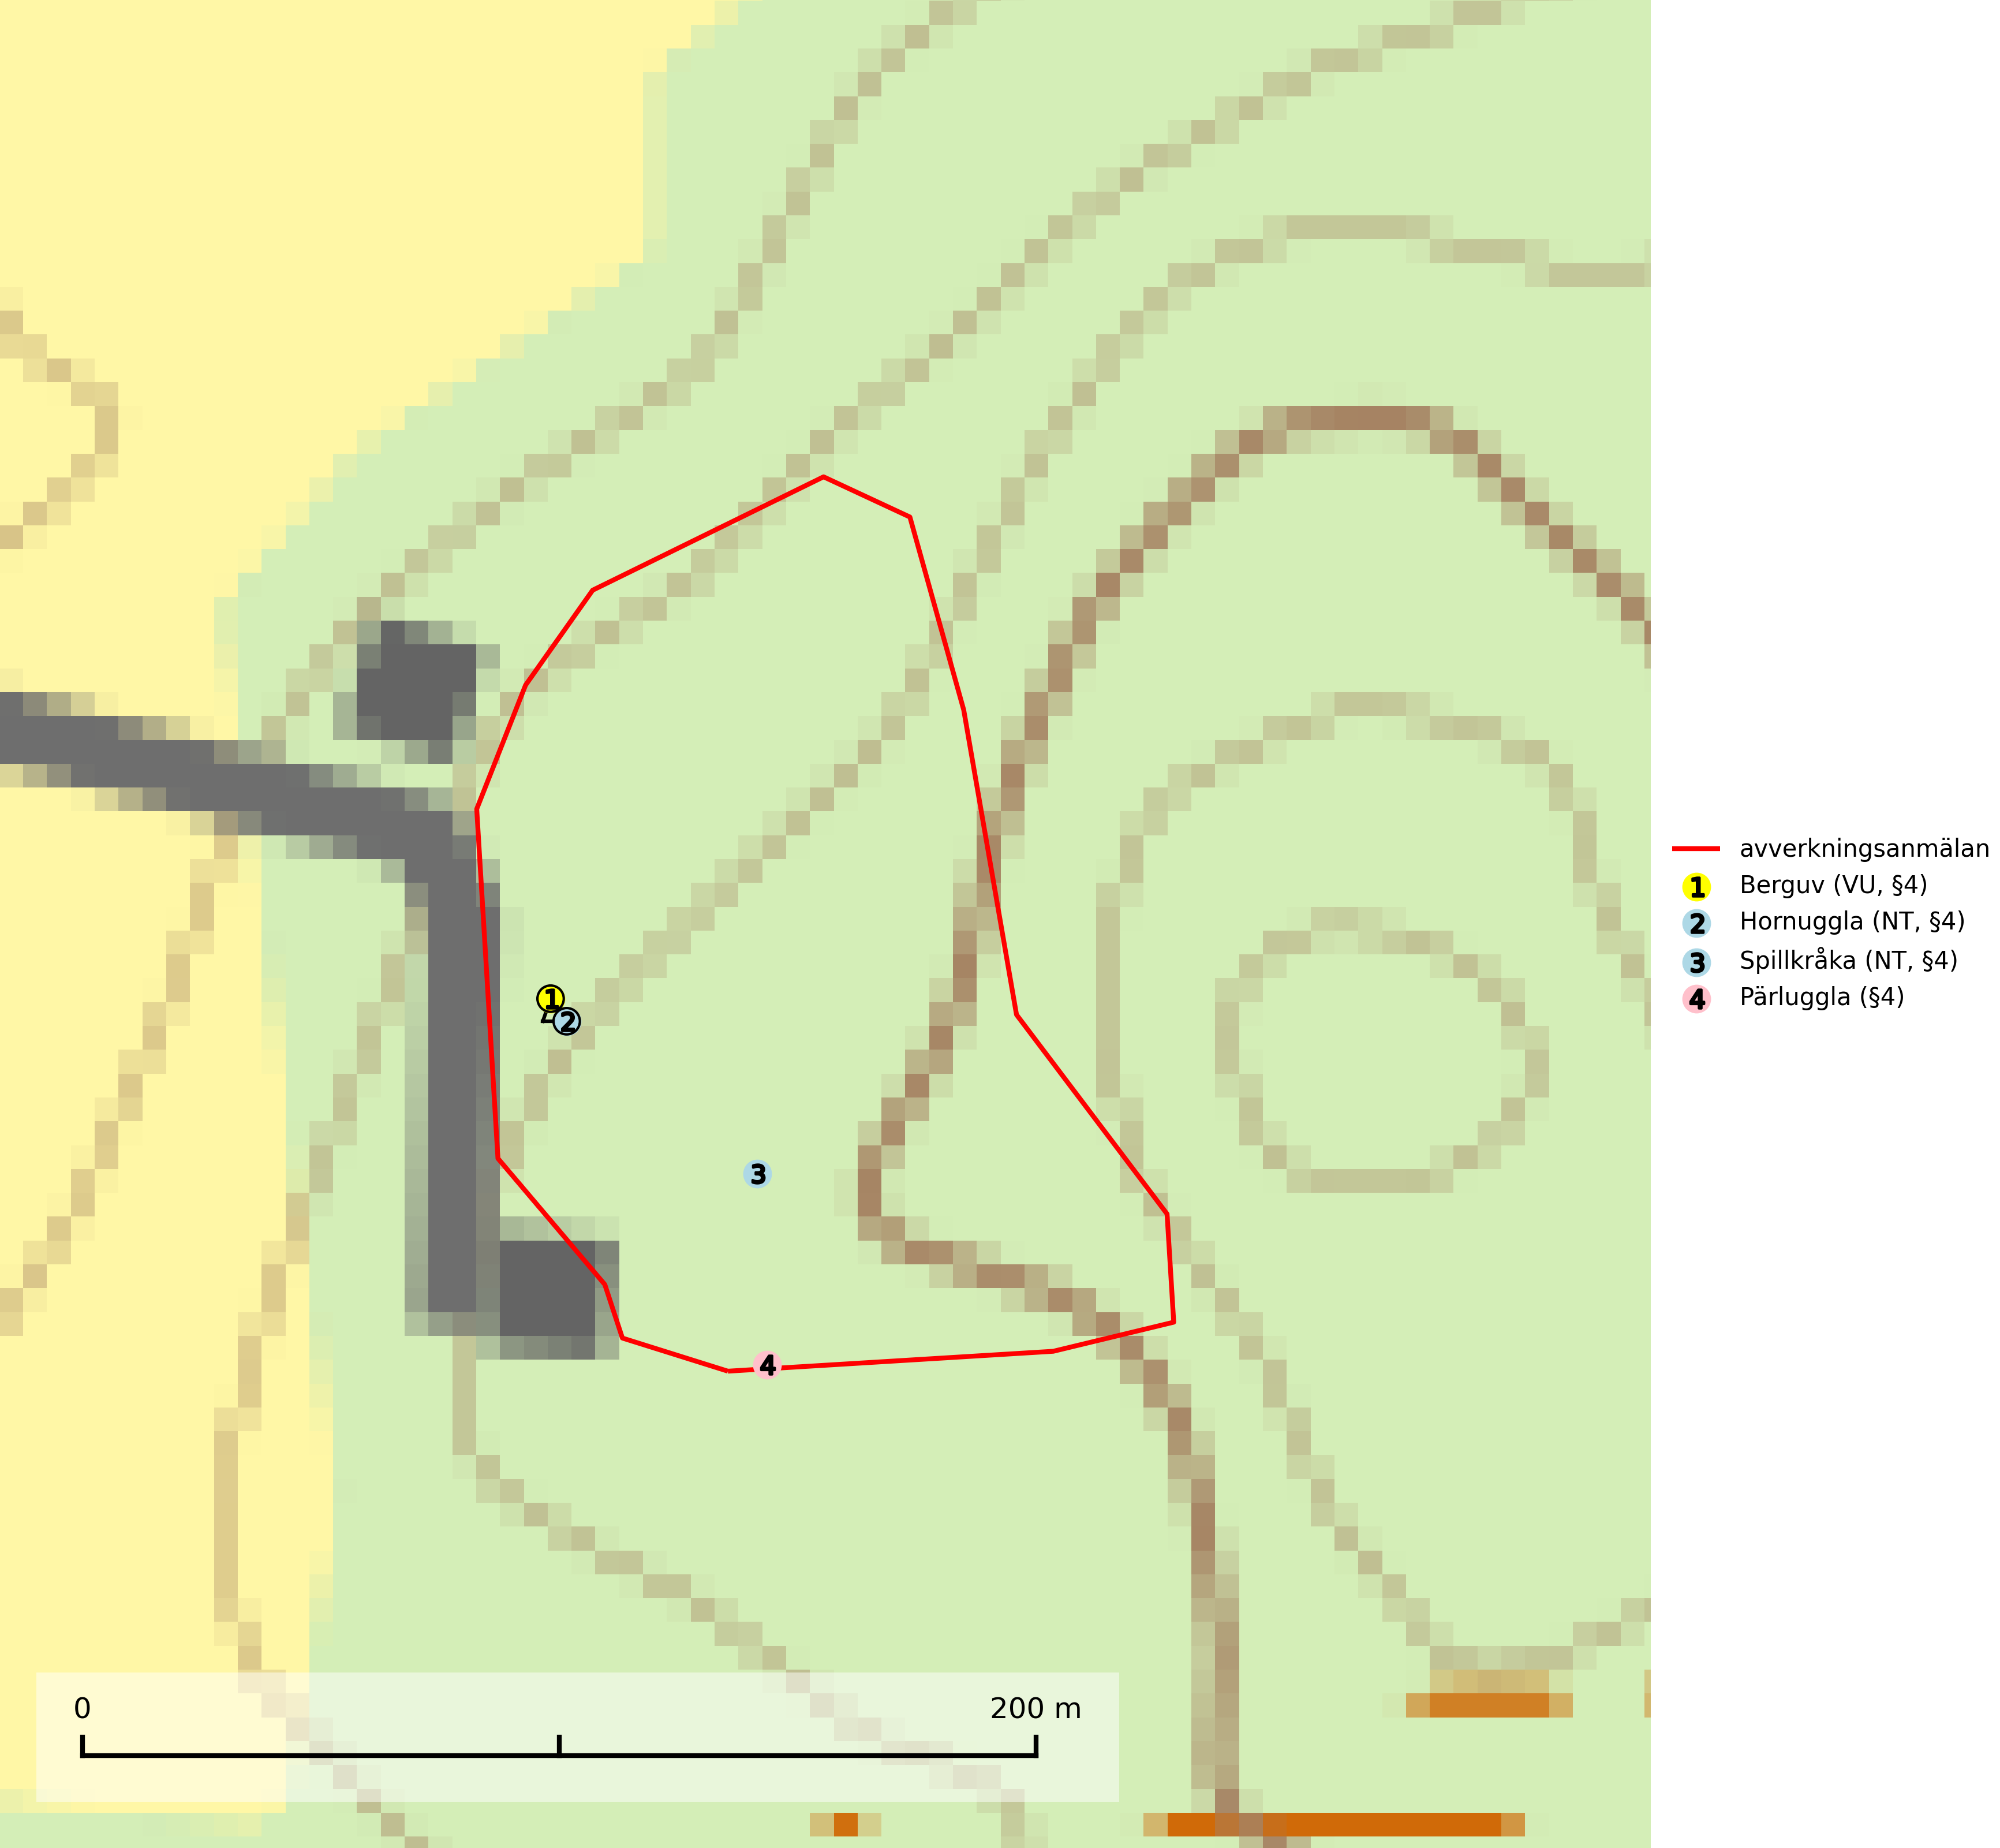 1
2
3
4
0 200 m
avverkningsanmälan
1 Berguv (VU, §4)
2 Hornuggla (NT, §4)
3 Spillkråka (NT, §4)
4 Pärluggla (§4)